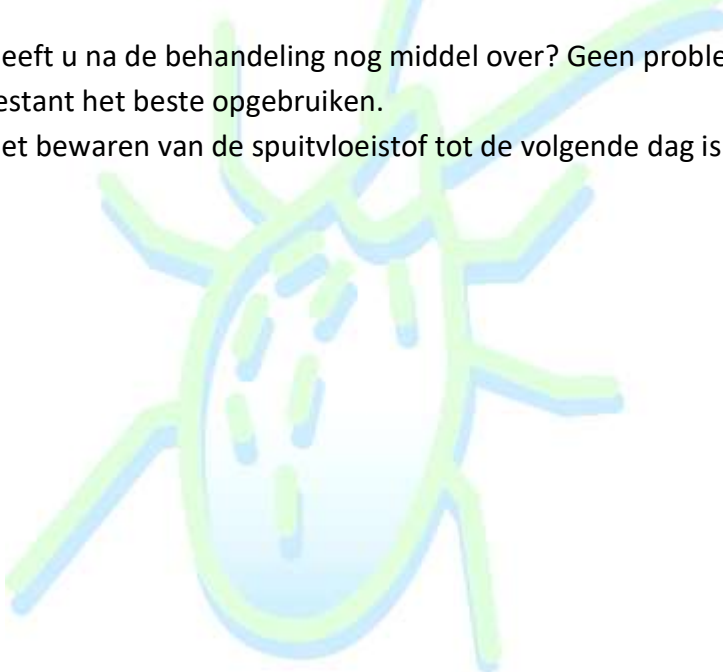 eeft u na de behandeling nog middel over? Geen proble
estant het beste opgebruiken.
et bewaren van de spuitvloeistof tot de volgende dag is